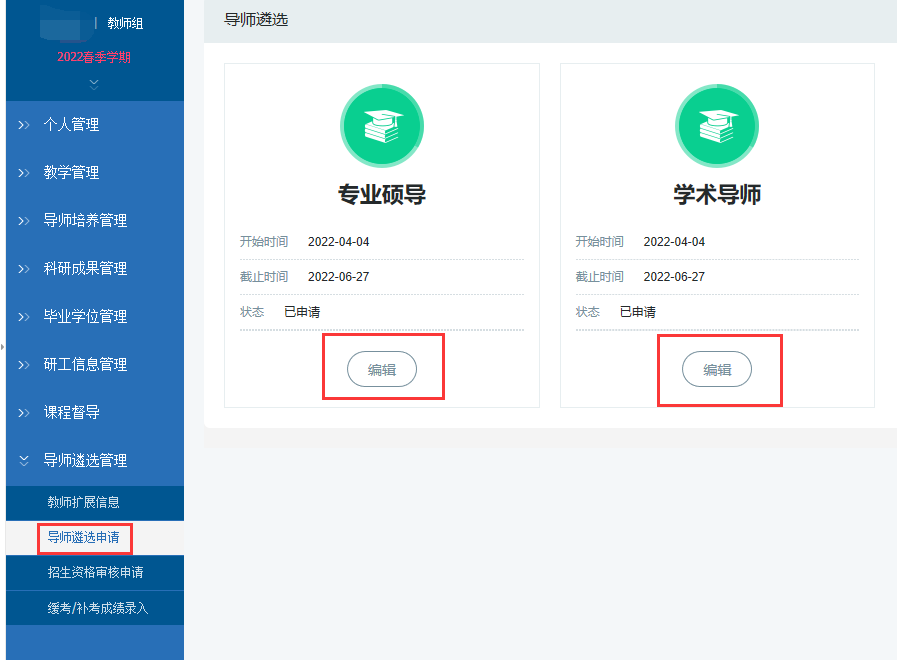 | 教师组
2022春季学期
个人管理
教学管理
导师培养管理
科研成果管理
毕业学位管理
研工信息管理
课程督导
导师遴选管理
教师扩展信息
导师遴选申请
招生资格审核申请
缓考/补考成绩录入
导师遴选
专业硕导
开始时间 2022-04-04
截止时间 2022-06-27
状态 已申请
编辑
学术导师
开始时间 2022-04-04
截止时间 2022-06-27
状态 已申请
编辑